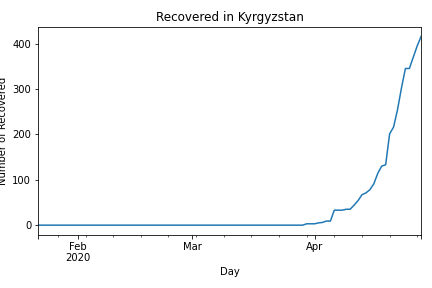 Recovered in Kyrgyzstan
Number of Recovered
400
300
200
100
0
Feb
2020
Mar
Apr
Day